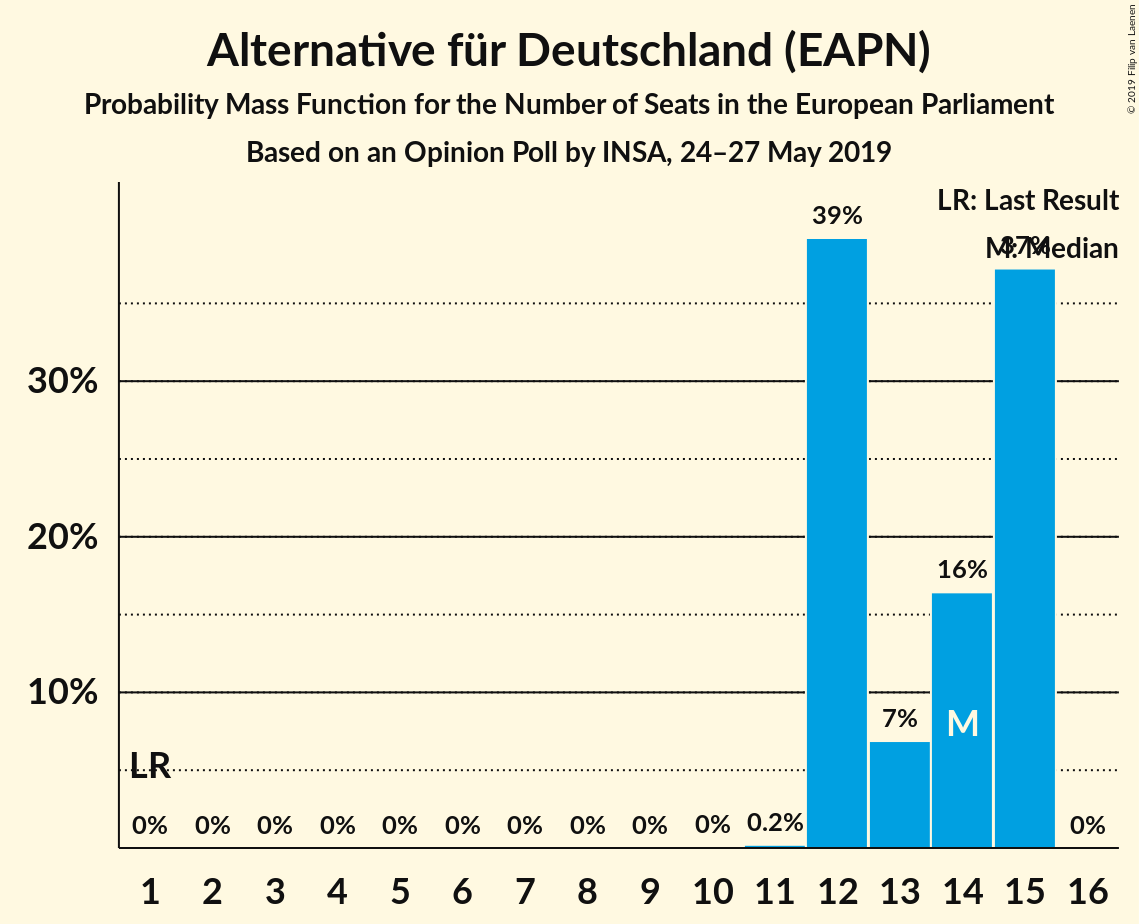 Alternative für Deutschland (EAPN)
Probability Mass Function for the Number of Seats in the European Parliament
Based on an Opinion Poll by INSA, 24–27 May 2019
© 2019 Filip van Laenen
LR: Last Result
M: Median
39%
37%
30%
20%
16%
10%
7%
M
LR
0% 0% 0% 0% 0% 0% 0% 0% 0% 0% 0.2% 0%
1 2 3 4 5 6 7 8 9 10 11 12 13 14 15 16